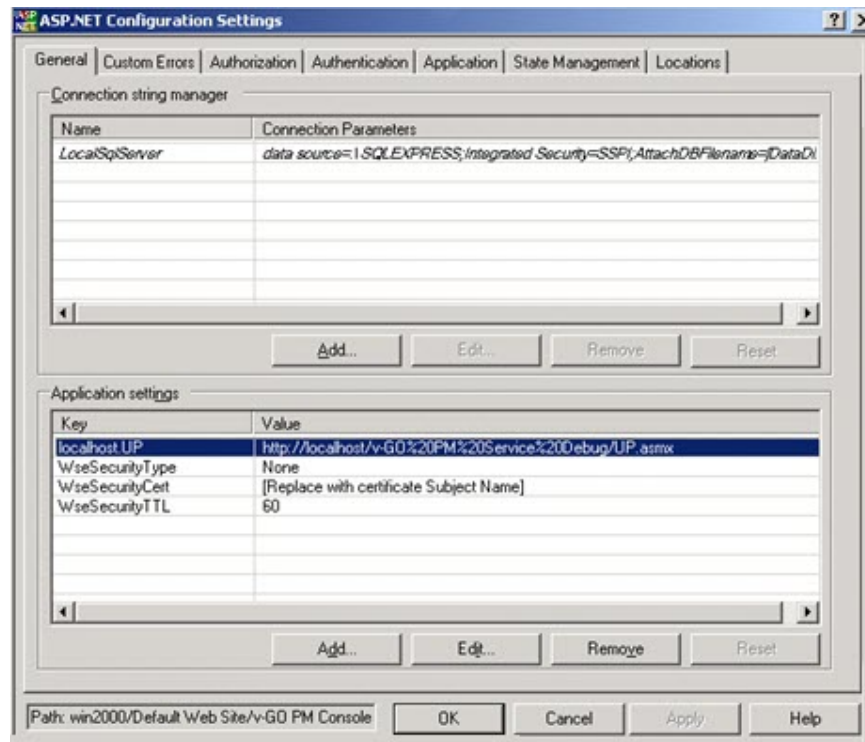 ASP.NET Configuration Settings
General Custom Errors Authorization Authentication Application State Management Locations
Connection string manager
Name Connection Parameters
LocalSqlServer data source=.\SQLEXPRESS;Integrated Security=SSPI;AttachDBFilename=|DataDi
Add... Edit... Remove Reset
Application settings
Key Value
localhost.UP http://localhost/v-GO%20PM%20Service%20Debug/UP.asmx
WseSecurityType None
WseSecurityCert [Replace with certificate Subject Name]
WseSecurityTTL 60
Add... Edit... Remove Reset
Path: win2000/Default Web Site/v-GO PM Console OK Cancel Apply Help